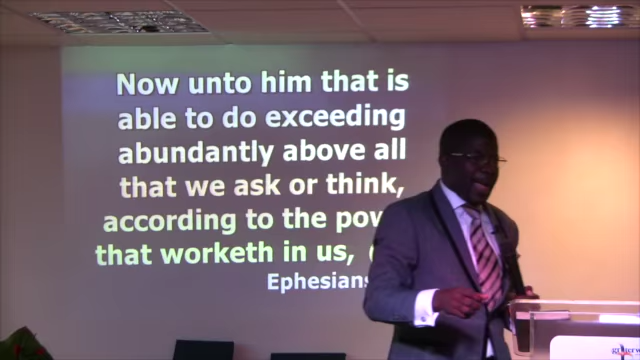 Now unto him that is
able to do exceeding
abundantly above all
that we ask or think,
according to the
that worketh in us,
Ephesians